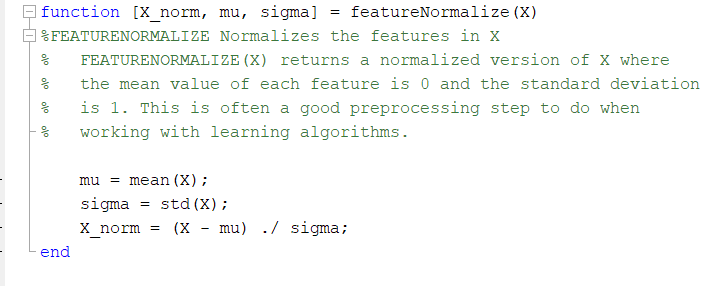 function [X_norm, mu, sigma] = featureNormalize(X)
%FEATURENORMALIZE Normalizes the features in X
%   FEATURENORMALIZE(X) returns a normalized version of X where
%   the mean value of each feature is 0 and the standard deviation
%   is 1. This is often a good preprocessing step to do when
%   working with learning algorithms.

    mu = mean(X);
    sigma = std(X);
    X_norm = (X - mu) ./ sigma;
end